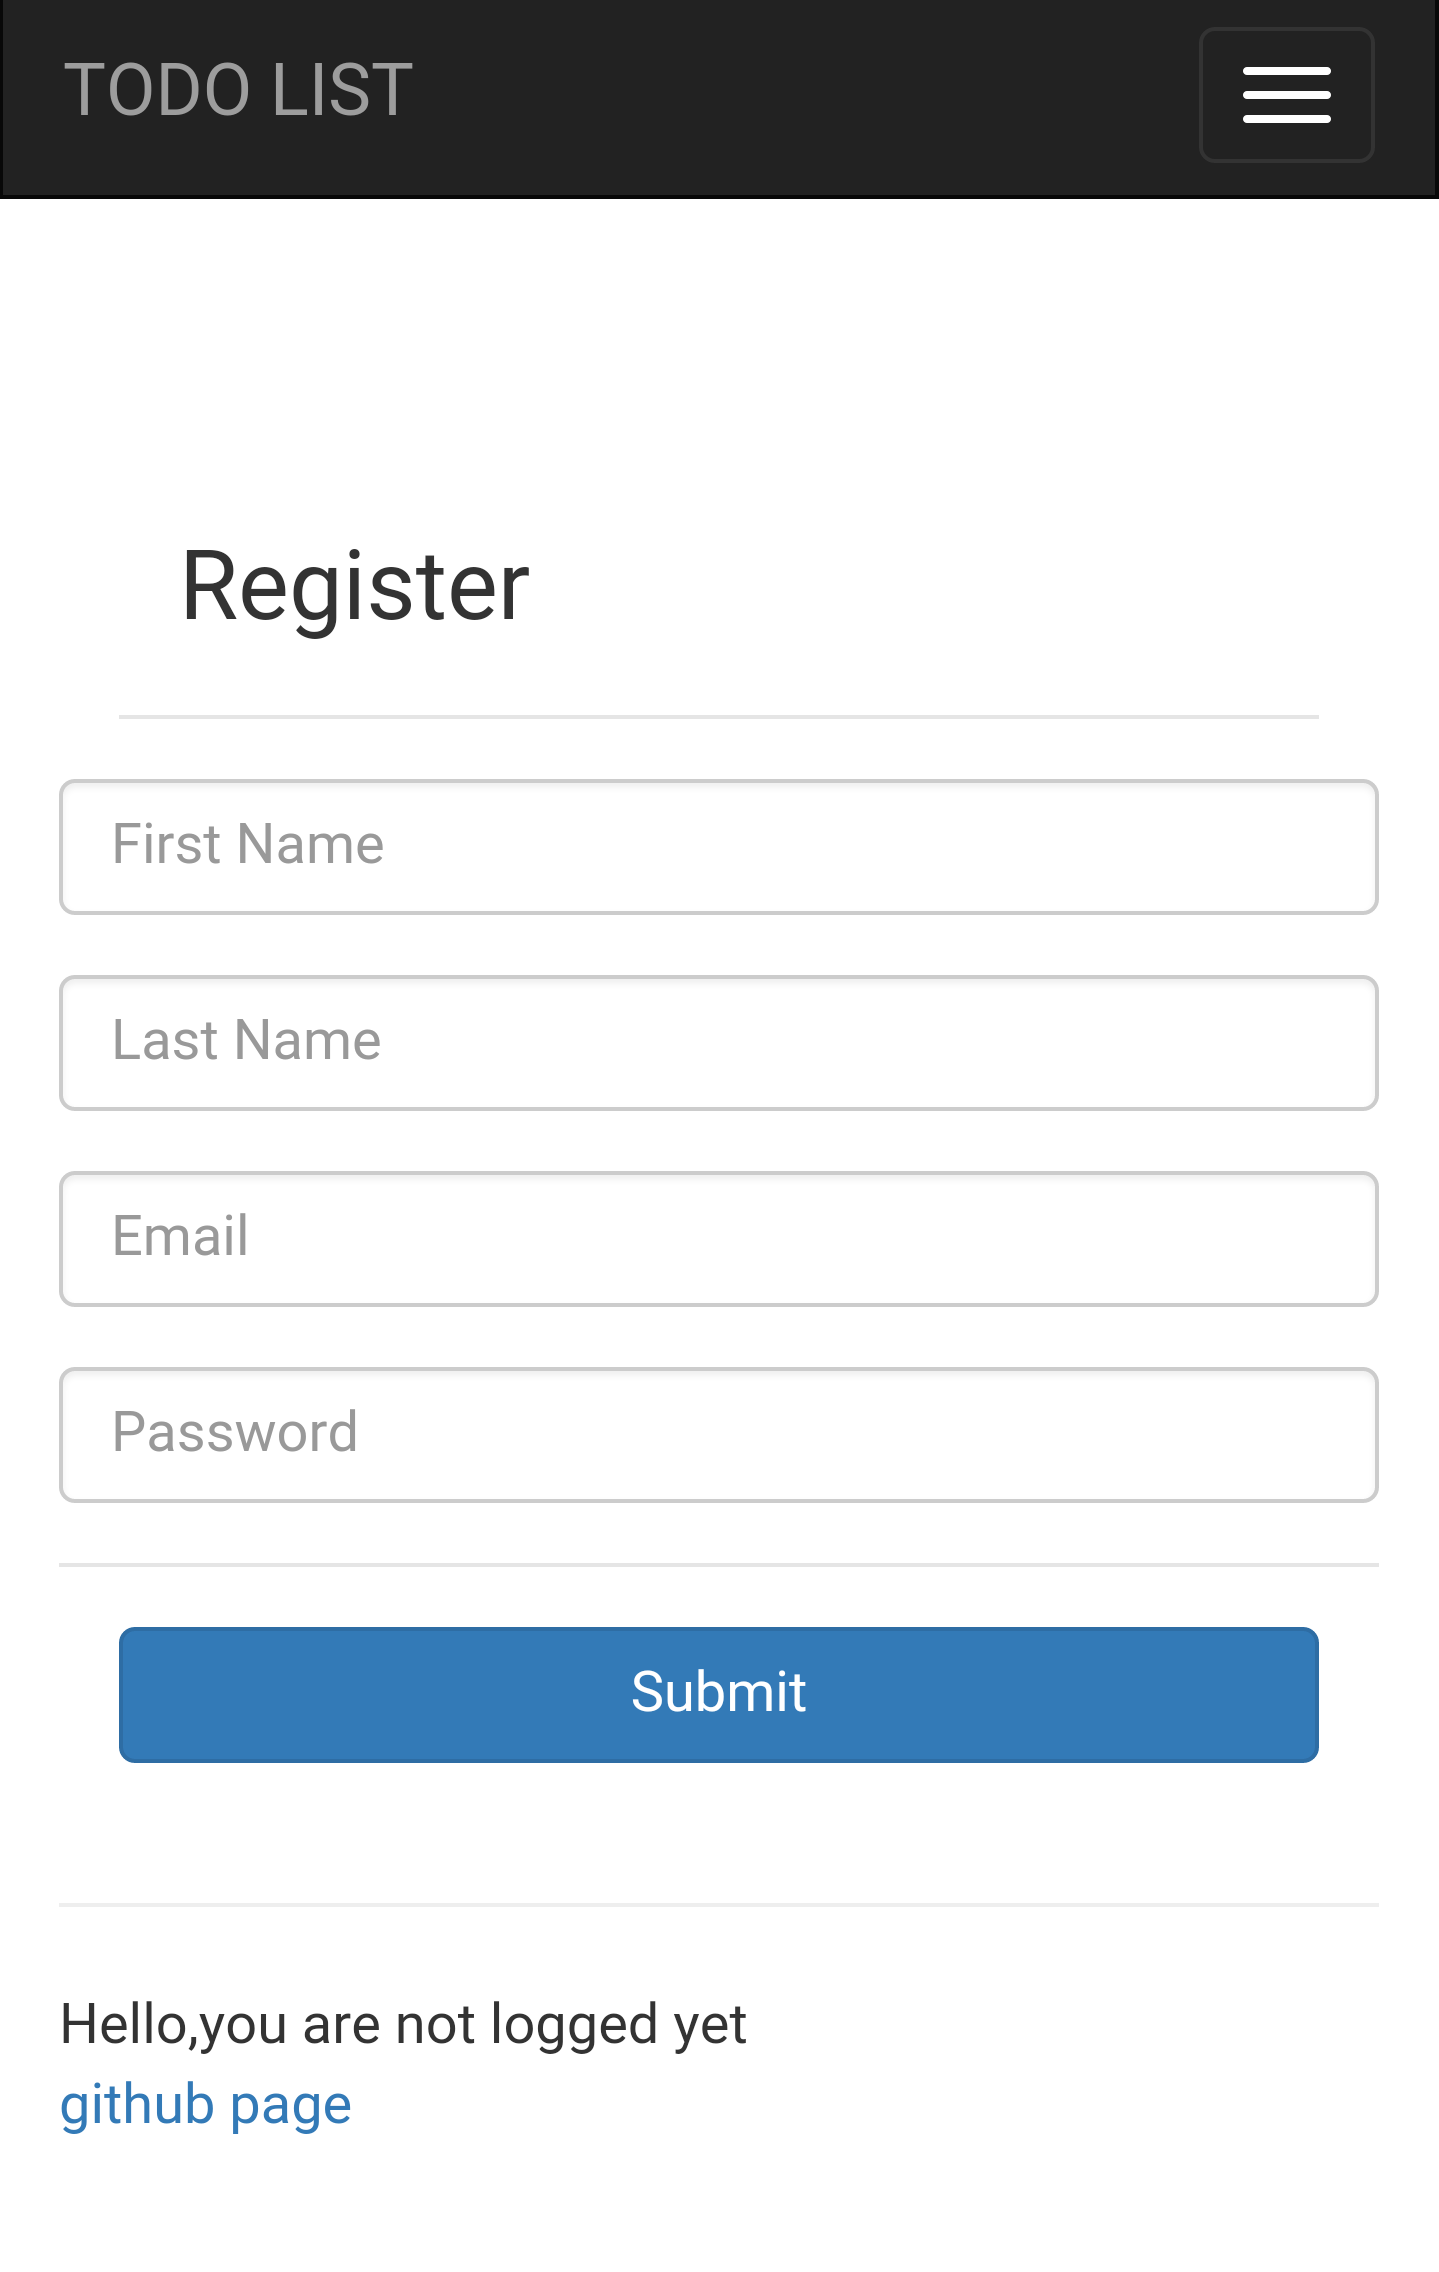 TODO LIST
Register
First Name
Last Name
Email
Password
Submit
Hello,you are not logged yet
github page